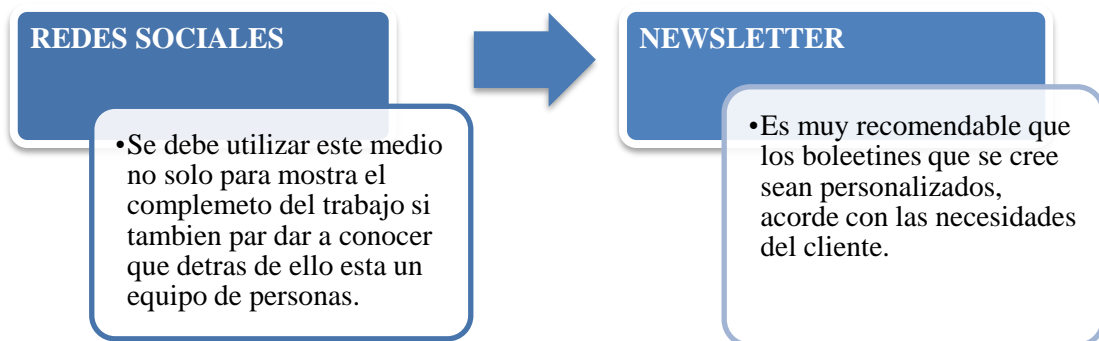 REDES SOCIALES
•Se debe utilizar este medio
no solo para mostra el
complemeto del trabajo si
tambien par dar a conocer
que detras de ello esta un
equipo de personas.
NEWSLETTER
•Es muy recomendable que
los boleetines que se cree
sean personalizados,
acorde con las necesidades
del cliente.